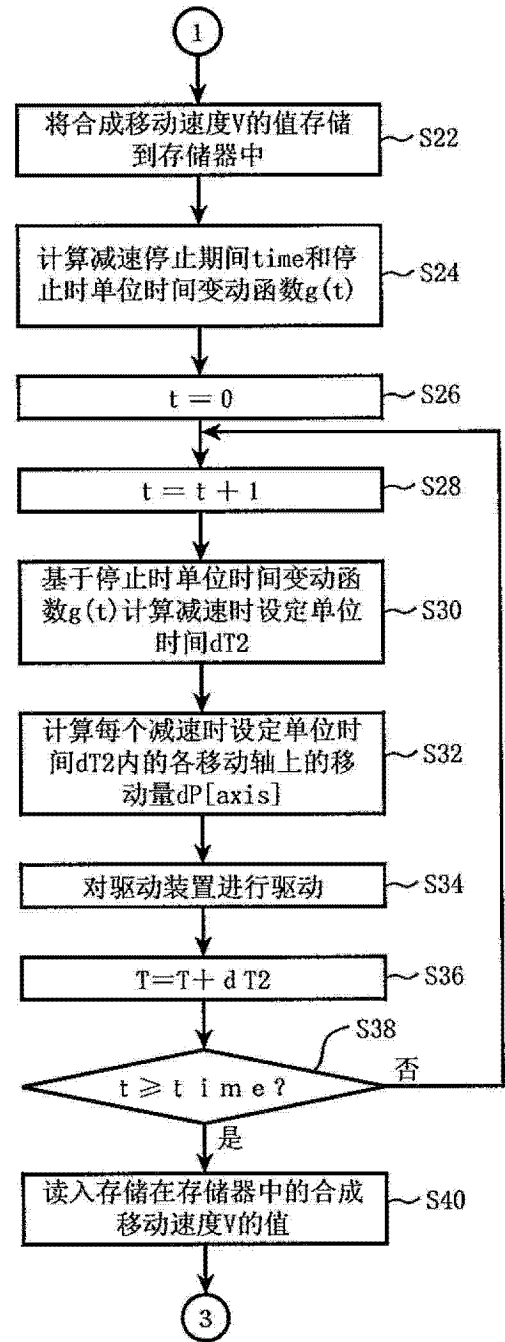 1
将合成移动速度V的值存储
到存储器中
S22
计算减速停止期间time和停
止时单位时间变动函数g(t)
S24
t=0
S26
t=t+1
S28
基于停止时单位时间变动函
数g(t)计算减速时设定单位
时间dT2
S30
计算每个减速时设定单位时
间dT2内的各移动轴上的移
动量dP[axis]
S32
对驱动装置进行驱动
S34
T=T+dT2
S36
S38
t≥time?
否
是
读入存储在存储器中的合成
移动速度V的值
S40
3